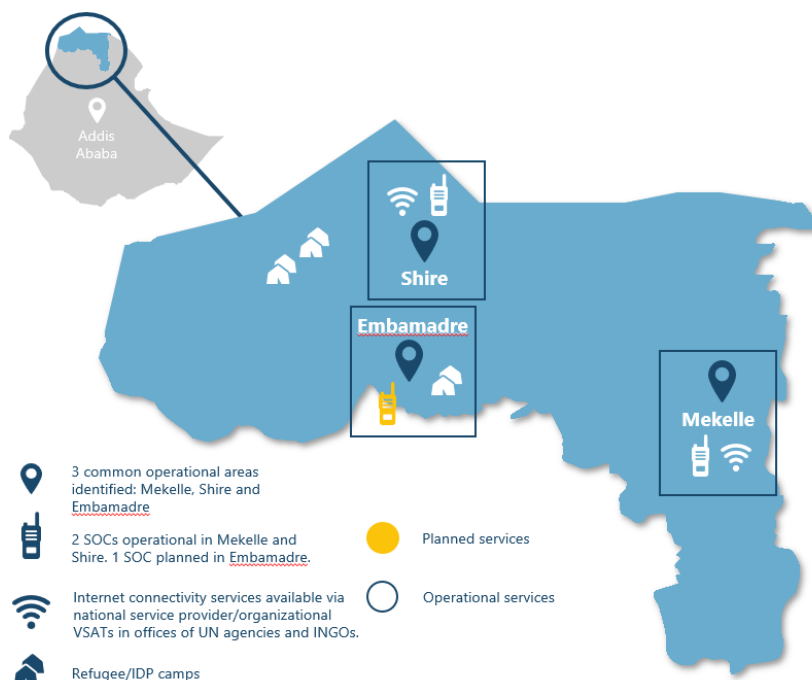 Addis
Ababa
Shire
Embamadre
Mekelle
3 common operational areas
identified: Mekelle, Shire and
Embamadre
2 SOCs operational in Mekelle and
Shire. 1 SOC planned in Embamadre.
Internet connectivity services available via
national service provider/organizational
VSATs in offices of UN agencies and INGOs.
Refugee/IDP camps
Planned services
Operational services